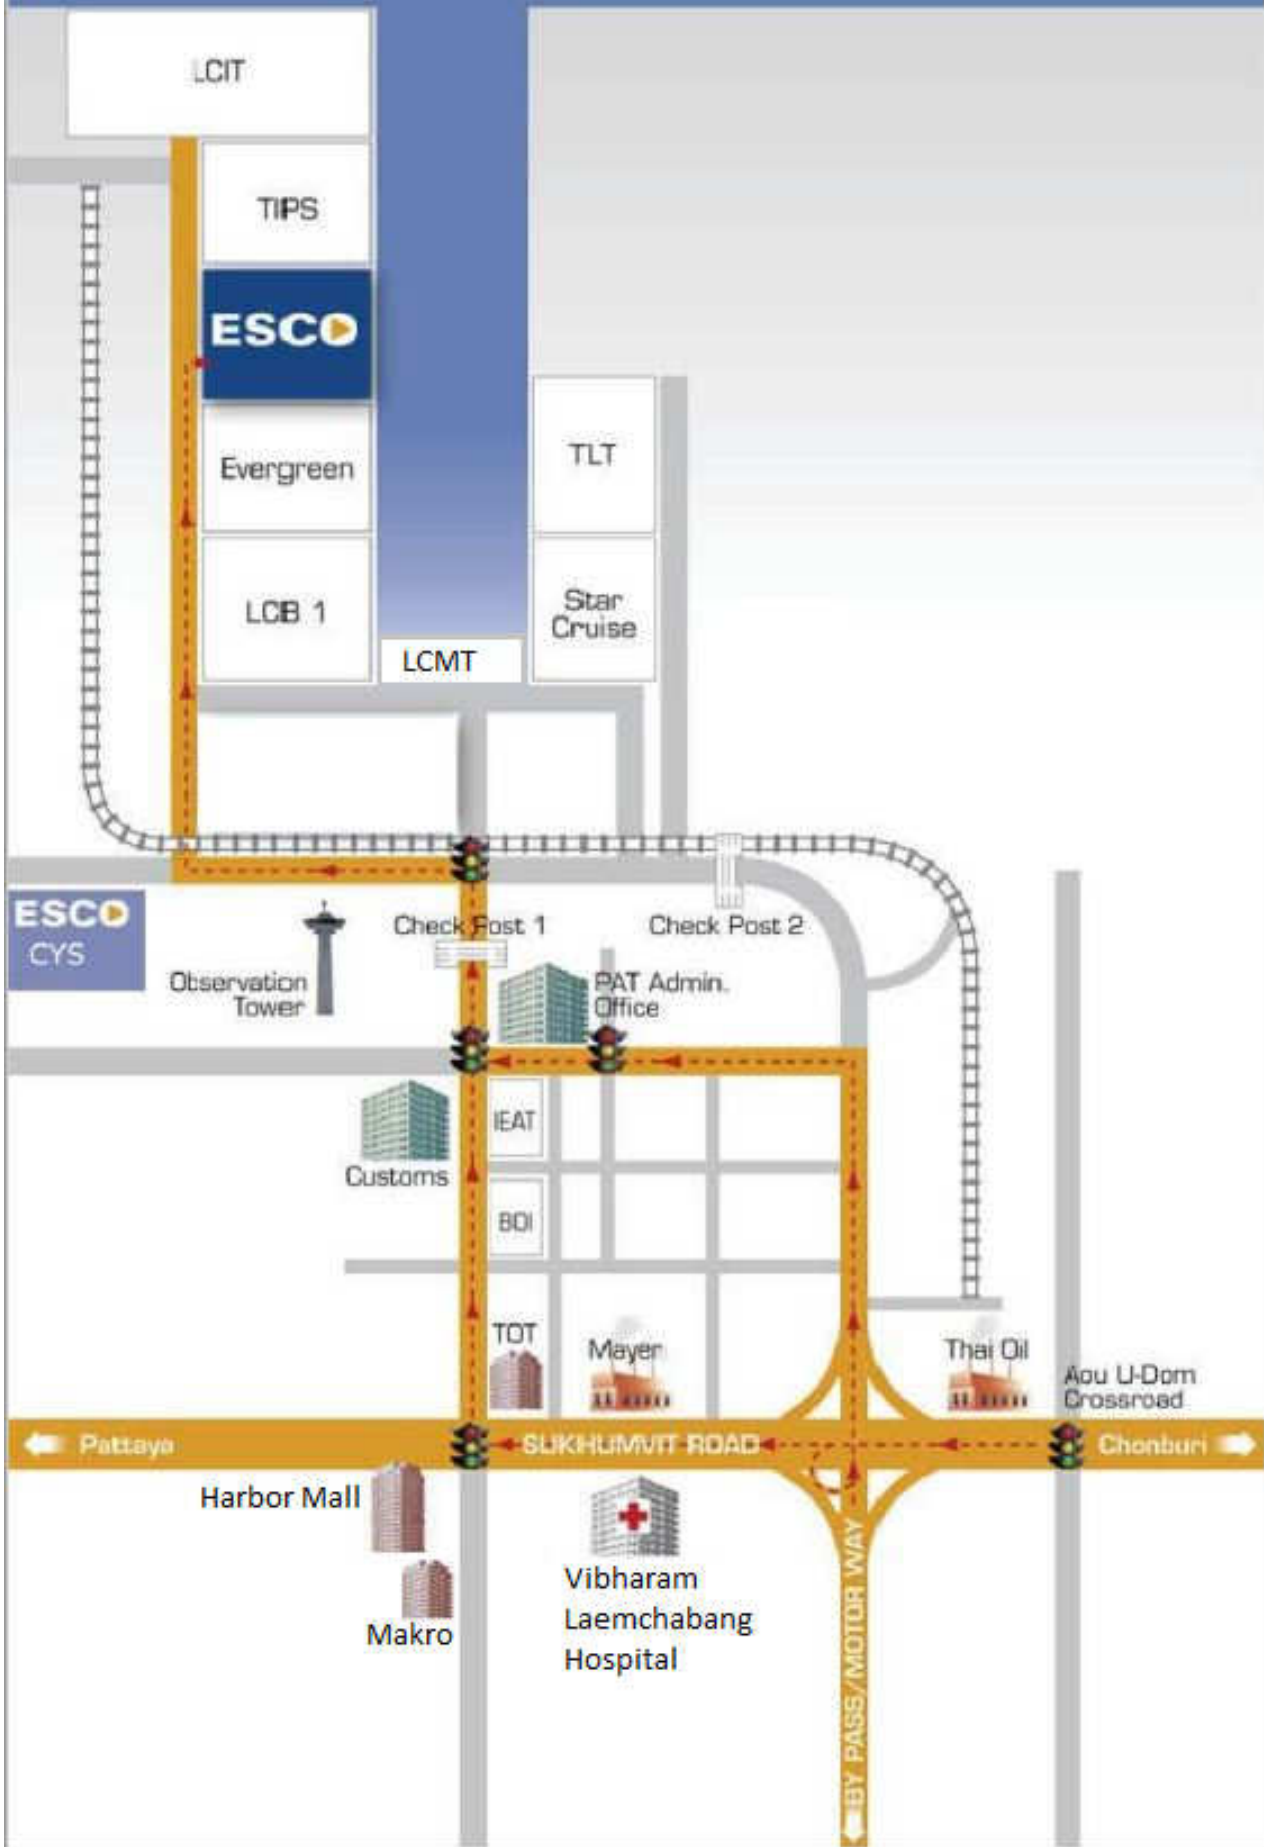 LCIT
TIPS
ESCO
Evergreen
TLT
LCB 1
Star
Cruise
LCMT
ESCO
CYS
Check Post 1
Check Post 2
Observation
Tower
PAT Admin.
Office
IEAT
Customs
BOI
TOT
Mayer
Thai Oil
Aou U-Dom
Crossroad
Pattaya
SUKHUMVIT ROAD
Chonburi
Harbor Mall
Makro
Vibharam
Laemchabang
Hospital
BY PASS/MOTOR WAY